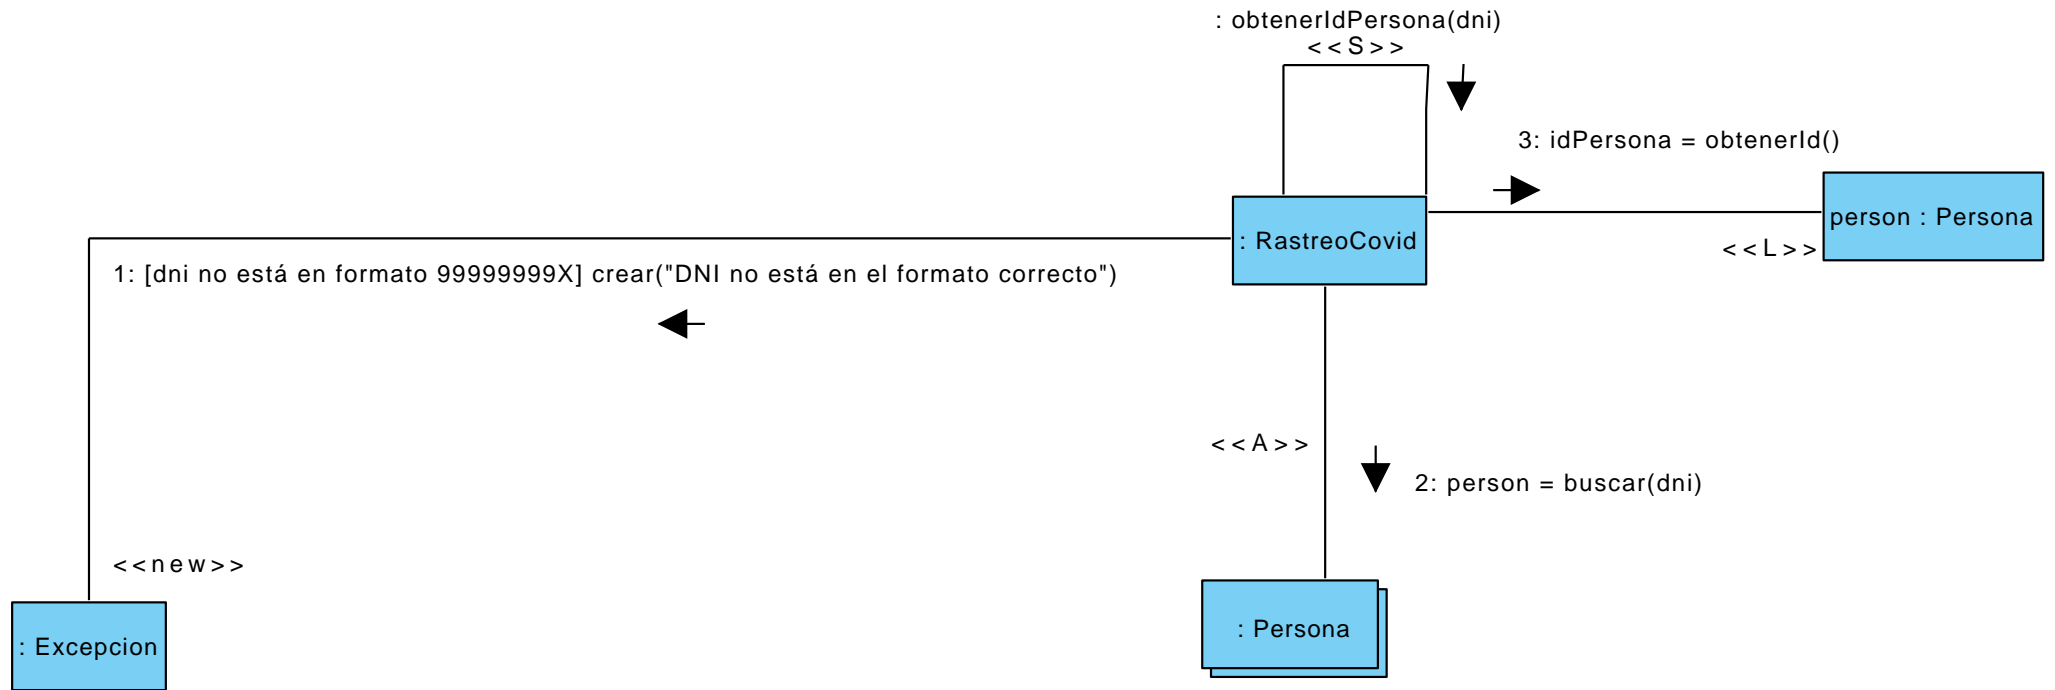 : obtenerIdPersona(dni)
<<S>>
3: idPersona = obtenerId()
person : Persona
: RastreoCovid
<<L>>
1: [dni no está en formato 99999999X] crear("DNI no está en el formato correcto")
<<A>>
2: person = buscar(dni)
<<new>>
: Persona
: Excepcion